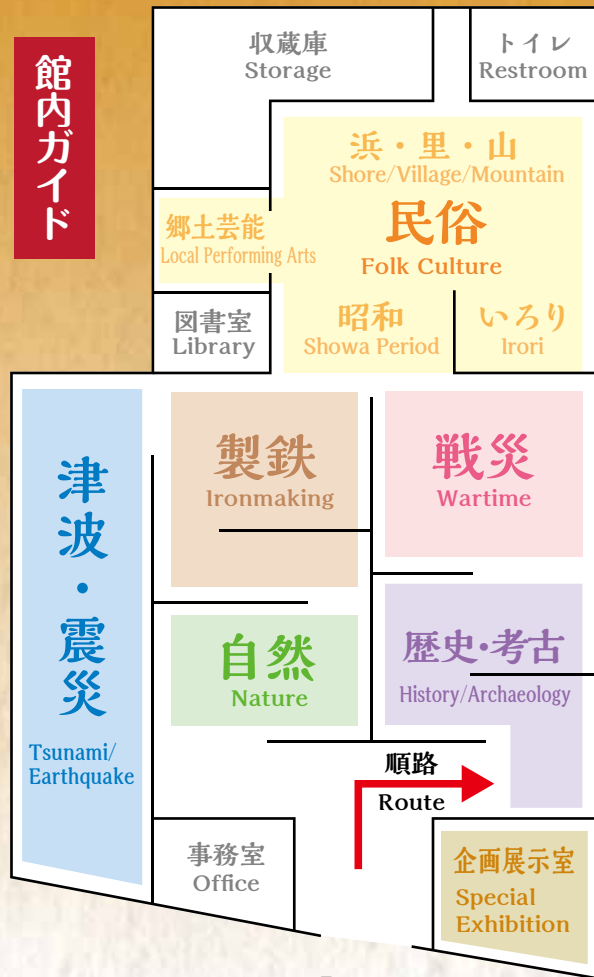 館内ガイド
収蔵庫
Storage
トイレ
Restroom
浜・里・山
Shore/Village/Mountain
民俗
Folk Culture
郷土芸能
Local Performing Arts
図書室
Library
昭和
Showa Period
いろり
Irori
津波・震災
Tsunami/
Earthquake
製鉄
Ironmaking
戦災
Wartime
自然
Nature
歴史・考古
History/Archaeology
順路
Route
事務室
Office
企画展示室
Special
Exhibition